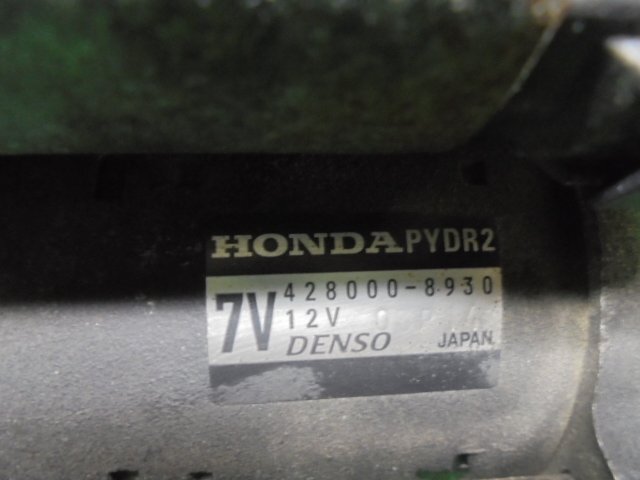 HONDA PYDR2
7V 428000-8930
12V
DENSO JAPAN